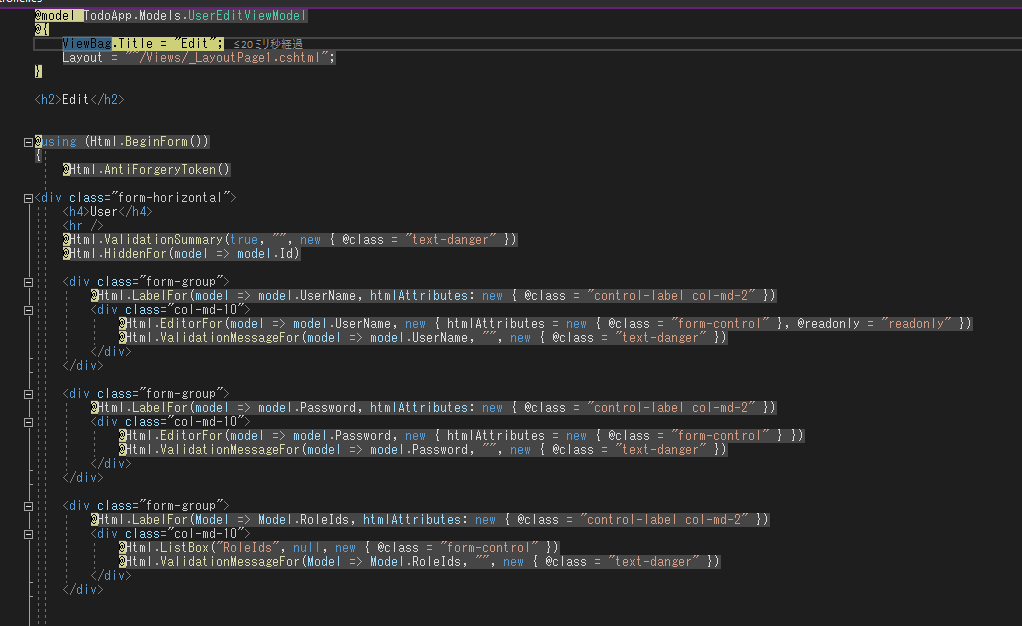 @model TodoApp.Models.UserEditViewModel
@{
ViewBag.Title = "Edit"; ≤20ミリ秒経過
Layout = "~/Views/_LayoutPage1.cshtml";
}
<h2>Edit</h2>
@using (Html.BeginForm())
{
@Html.AntiForgeryToken()
<div class="form-horizontal">
<h4>User</h4>
<hr />
@Html.ValidationSummary(true, "", new { @class = "text-danger" })
@Html.HiddenFor(model => model.Id)
<div class="form-group">
@Html.LabelFor(model => model.UserName, htmlAttributes: new { @class = "control-label col-md-2" })
<div class="col-md-10">
@Html.EditorFor(model => model.UserName, new { htmlAttributes = new { @class = "form-control" }, @readonly = "readonly" })
@Html.ValidationMessageFor(model => model.UserName, "", new { @class = "text-danger" })
</div>
</div>
<div class="form-group">
@Html.LabelFor(model => model.Password, htmlAttributes: new { @class = "control-label col-md-2" })
<div class="col-md-10">
@Html.EditorFor(model => model.Password, new { htmlAttributes = new { @class = "form-control" } })
@Html.ValidationMessageFor(model => model.Password, "", new { @class = "text-danger" })
</div>
</div>
<div class="form-group">
@Html.LabelFor(Model => Model.RoleIds, htmlAttributes: new { @class = "control-label col-md-2" })
<div class="col-md-10">
@Html.ListBox("RoleIds", null, new { @class = "form-control" })
@Html.ValidationMessageFor(Model => Model.RoleIds, "", new { @class = "text-danger" })
</div>
</div>